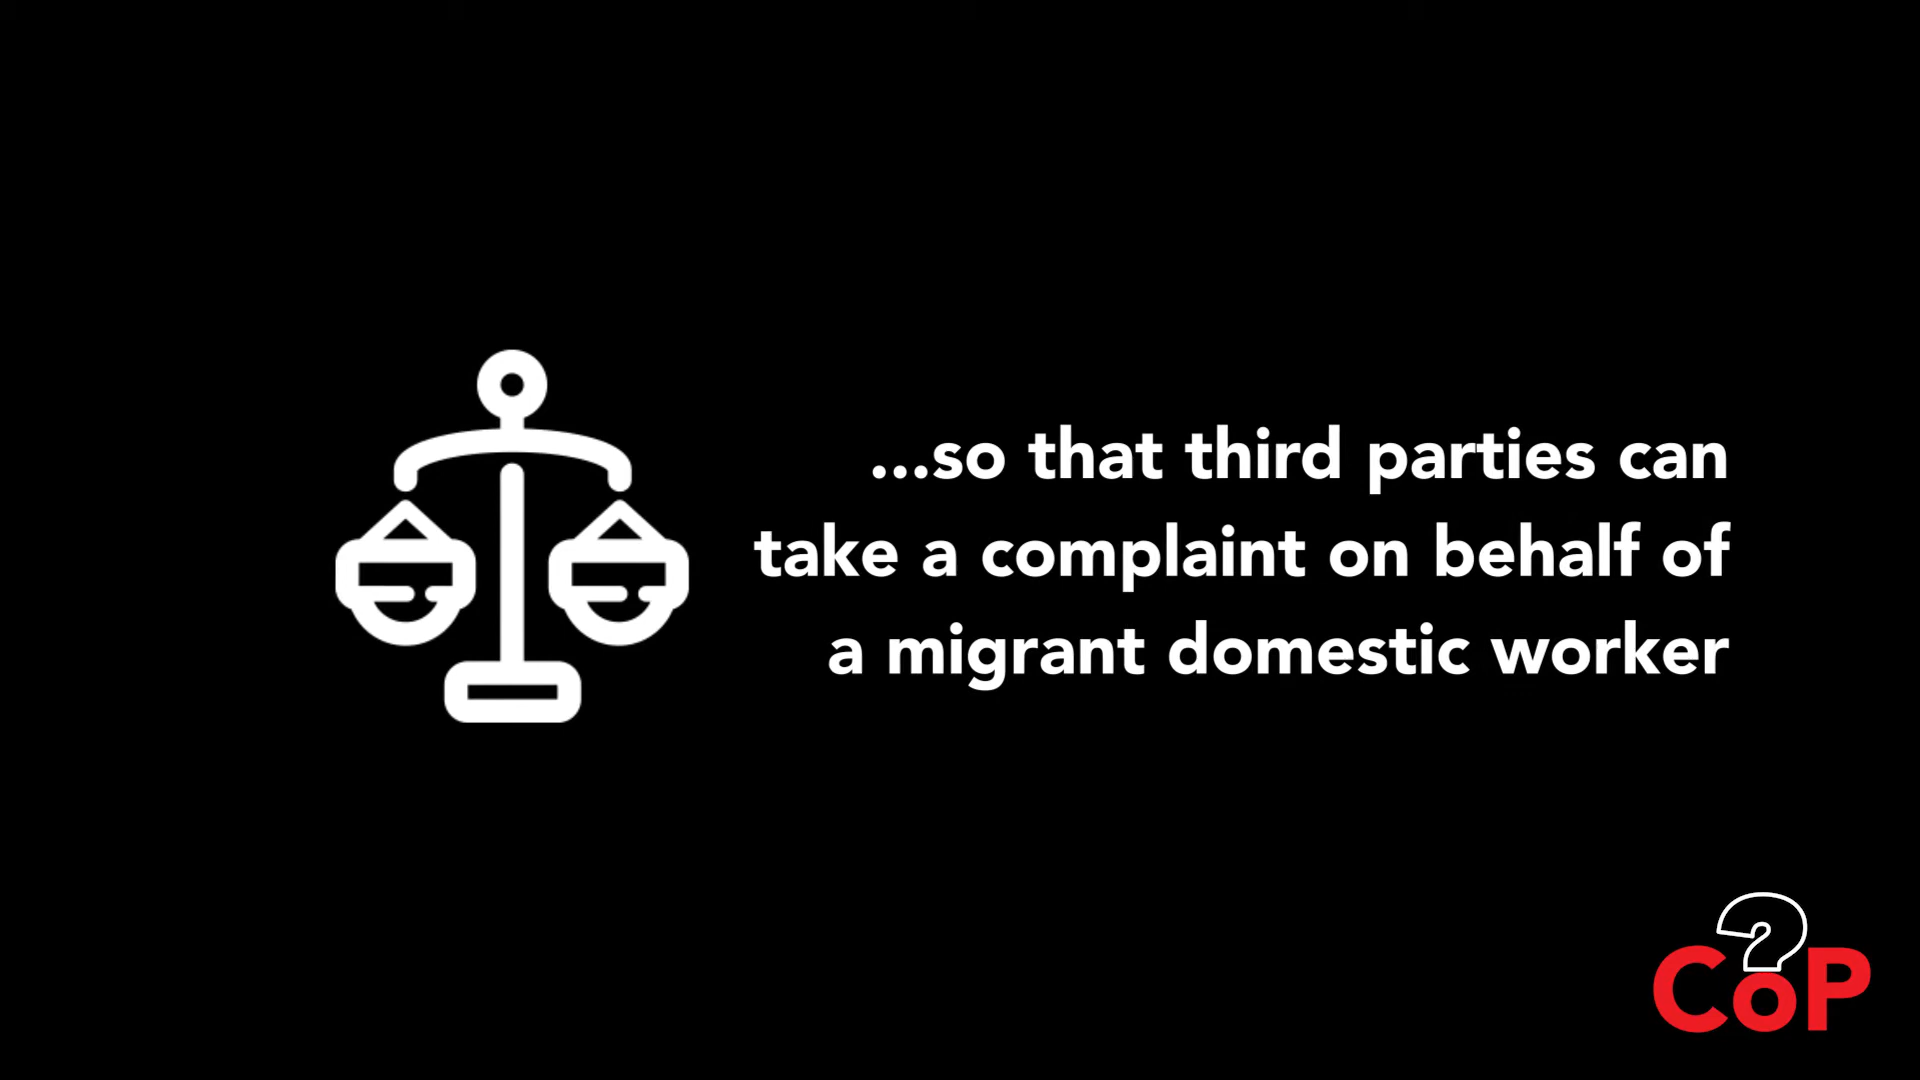 ...so that third parties can
take a complaint on behalf of
a migrant domestic worker
?
CoP